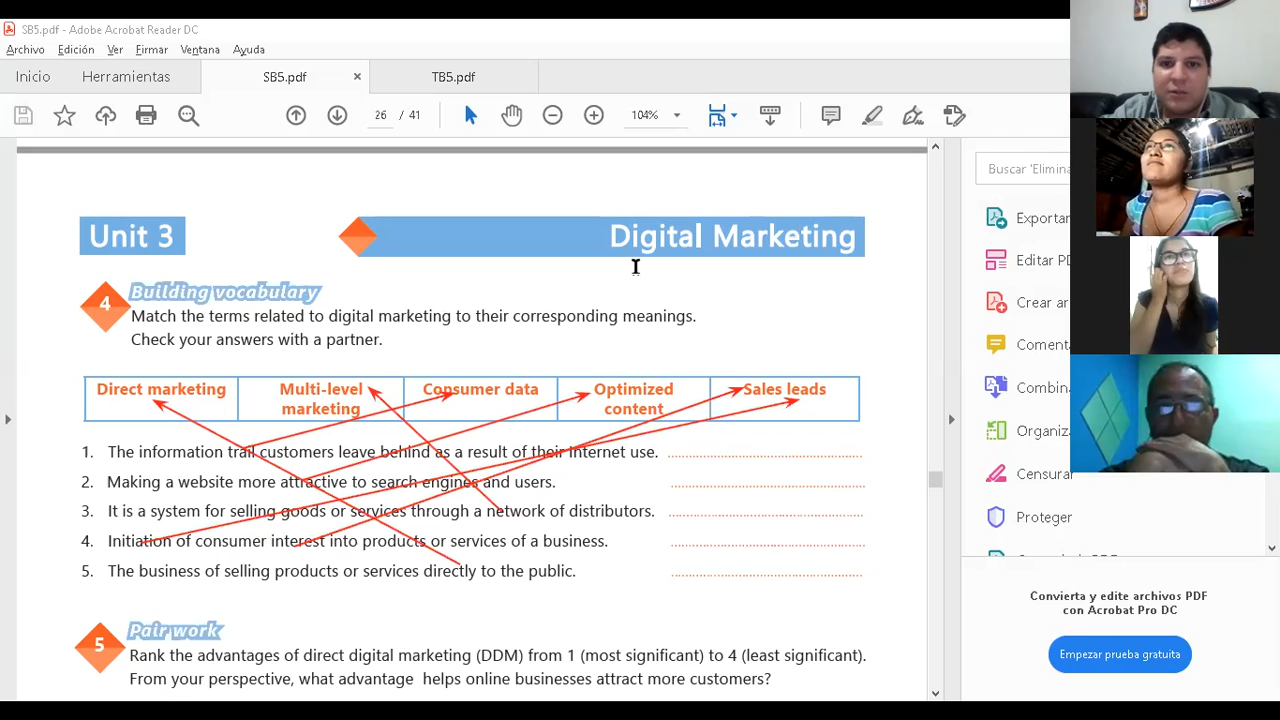 SB5.pdf - Adobe Acrobat Reader DC
Archivo Edición Ver Firmar Ventana Ayuda
Inicio Herramientas SB5.pdf × TB5.pdf
26 / 41 104%
Buscar 'Elimina
Unit 3 Digital Marketing
Exportar
Editar PD
4 Building vocabulary
Crear ar
Match the terms related to digital marketing to their corresponding meanings.
Check your answers with a partner.
Coment
Direct marketing Multi-level marketing Consumer data Optimized content Sales leads
Combin
Organiz
1. The information trail customers leave behind as a result of their internet use.
Censurar
2. Making a website more attractive to search engines and users.
3. It is a system for selling goods or services through a network of distributors.
Proteger
4. Initiation of consumer interest into products or services of a business.
5. The business of selling products or services directly to the public.
Convierta y edite archivos PDF
con Acrobat Pro DC
Empezar prueba gratuita
5 Pair work
Rank the advantages of direct digital marketing (DDM) from 1 (most significant) to 4 (least significant).
From your perspective, what advantage helps online businesses attract more customers?